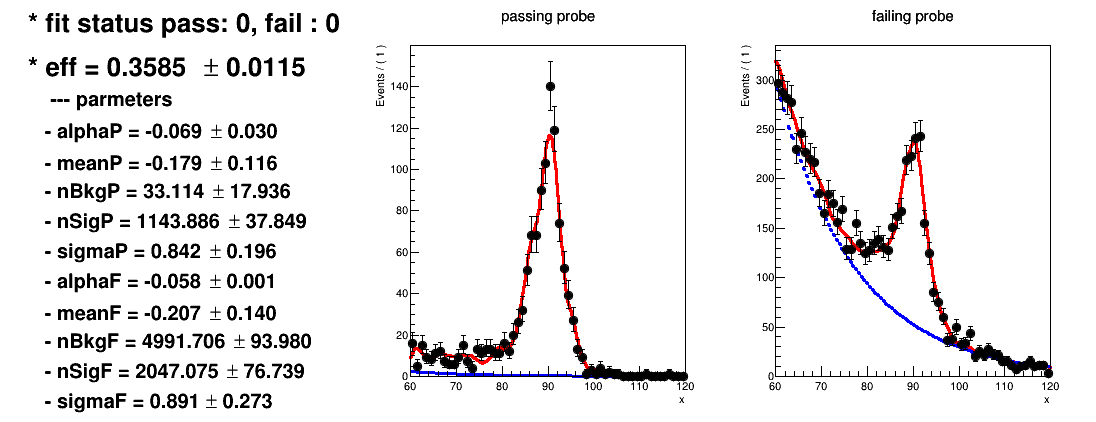 * fit status pass: 0, fail : 0
* eff = 0.3585 ± 0.0115
--- parmeters
- alphaP = -0.069 ± 0.030
- meanP = -0.179 ± 0.116
- nBkgP = 33.114 ± 17.936
- nSigP = 1143.886 ± 37.849
- sigmaP = 0.842 ± 0.196
- alphaF = -0.058 ± 0.001
- meanF = -0.207 ± 0.140
- nBkgF = 4991.706 ± 93.980
- nSigF = 2047.075 ± 76.739
- sigmaF = 0.891 ± 0.273
passing probe
Events / ( 1 )
140
120
100
80
60
40
20
0
60 70 80 90 100 110 120
x
failing probe
Events / ( 1 )
300
250
200
150
100
50
0
60 70 80 90 100 110 120
x